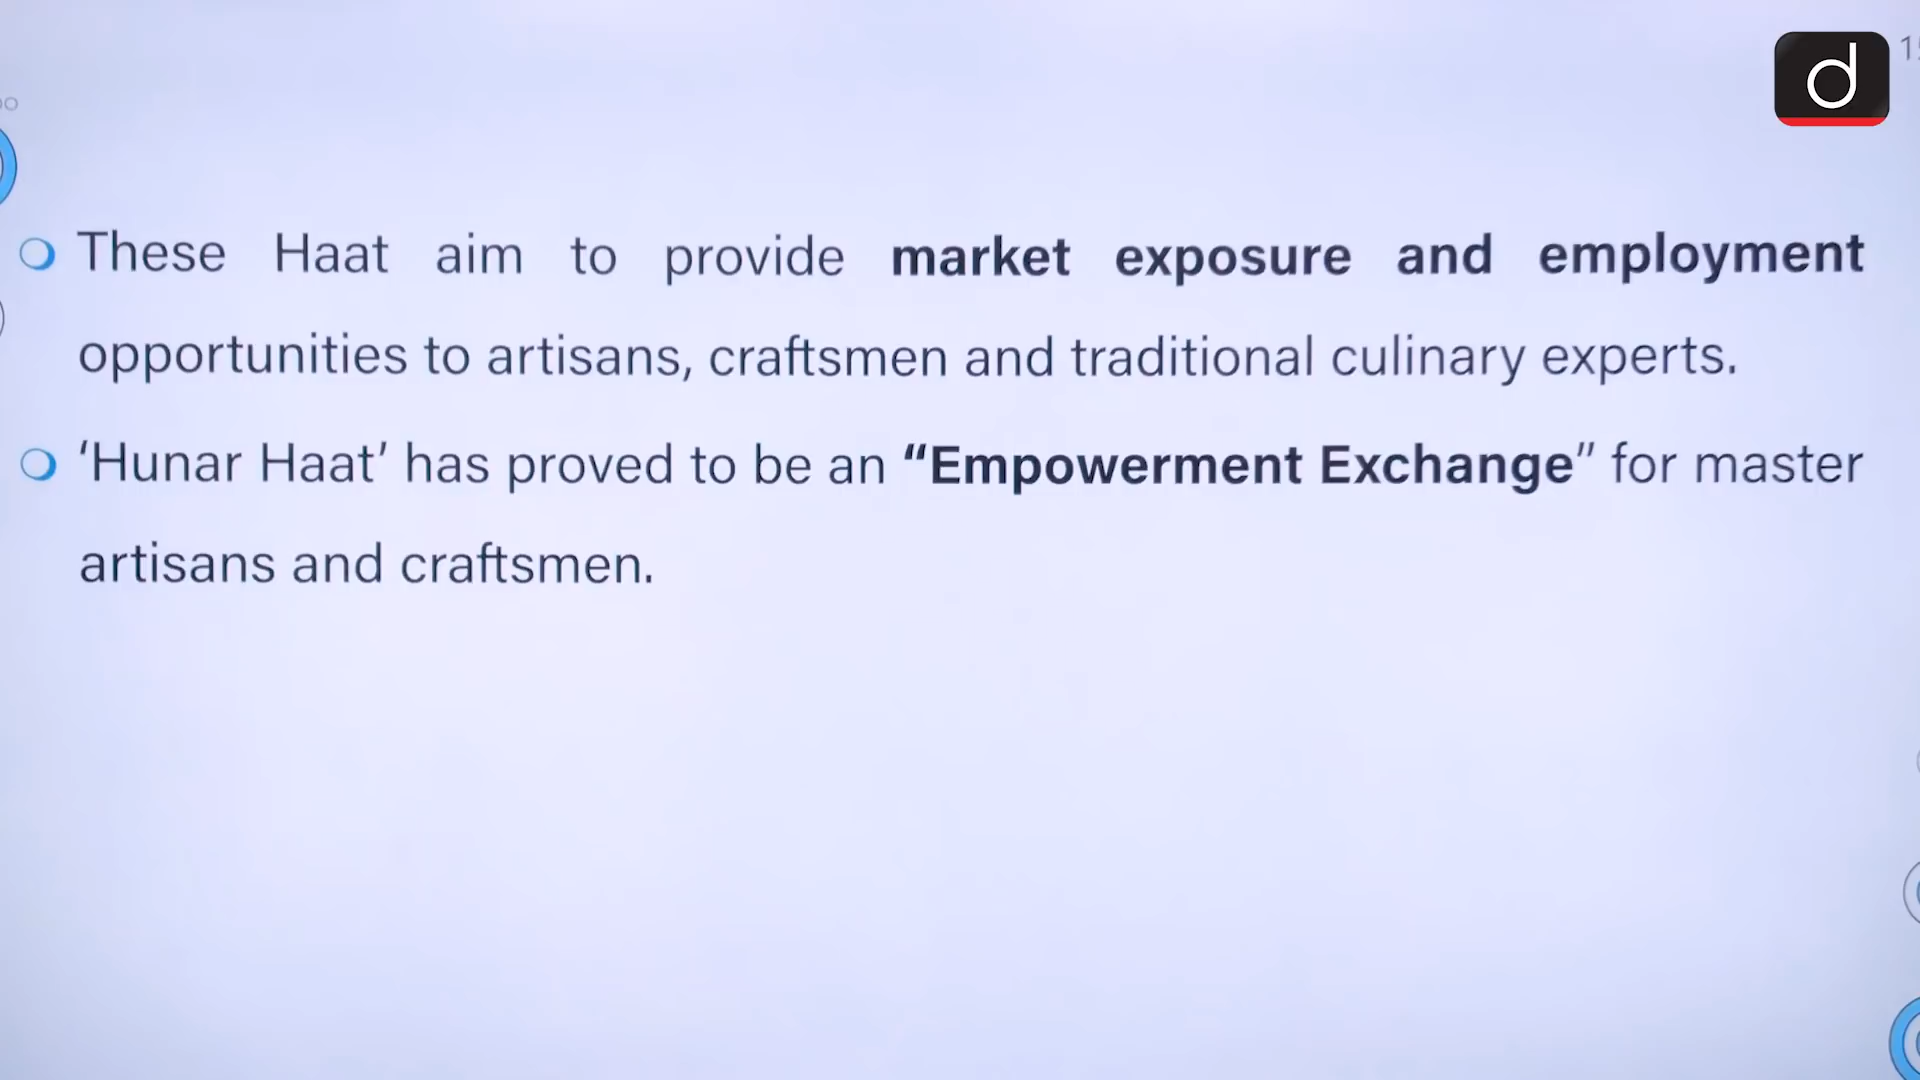 These Haat aim to provide market exposure and employment
opportunities to artisans, craftsmen and traditional culinary experts.
‘Hunar Haat’ has proved to be an “Empowerment Exchange” for master
artisans and craftsmen.